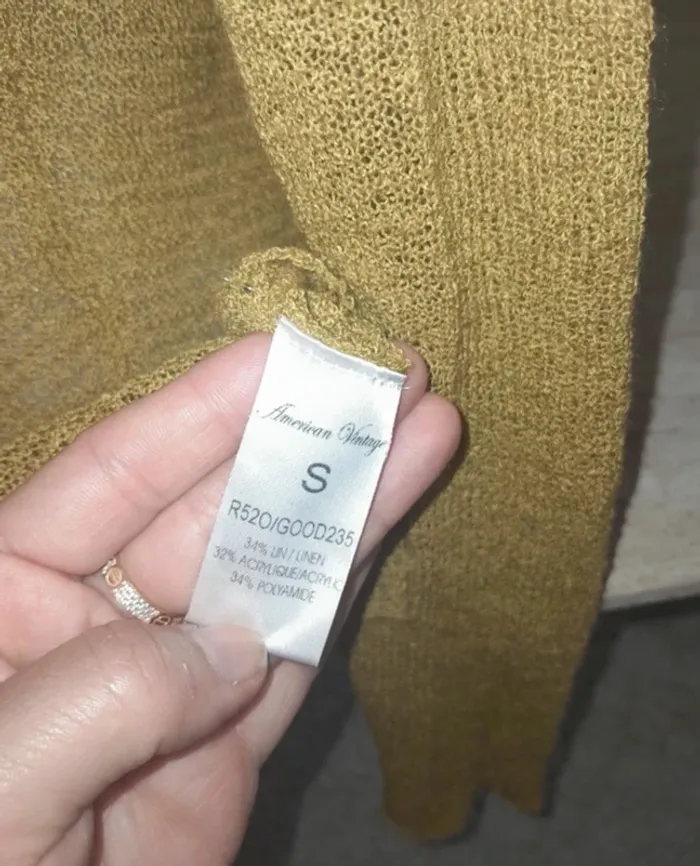 American Vintage
S
R520/GOOD235
34% LIN / LINEN
32% ACRYLIQUE/ACRYLIC
34% POLYAMIDE